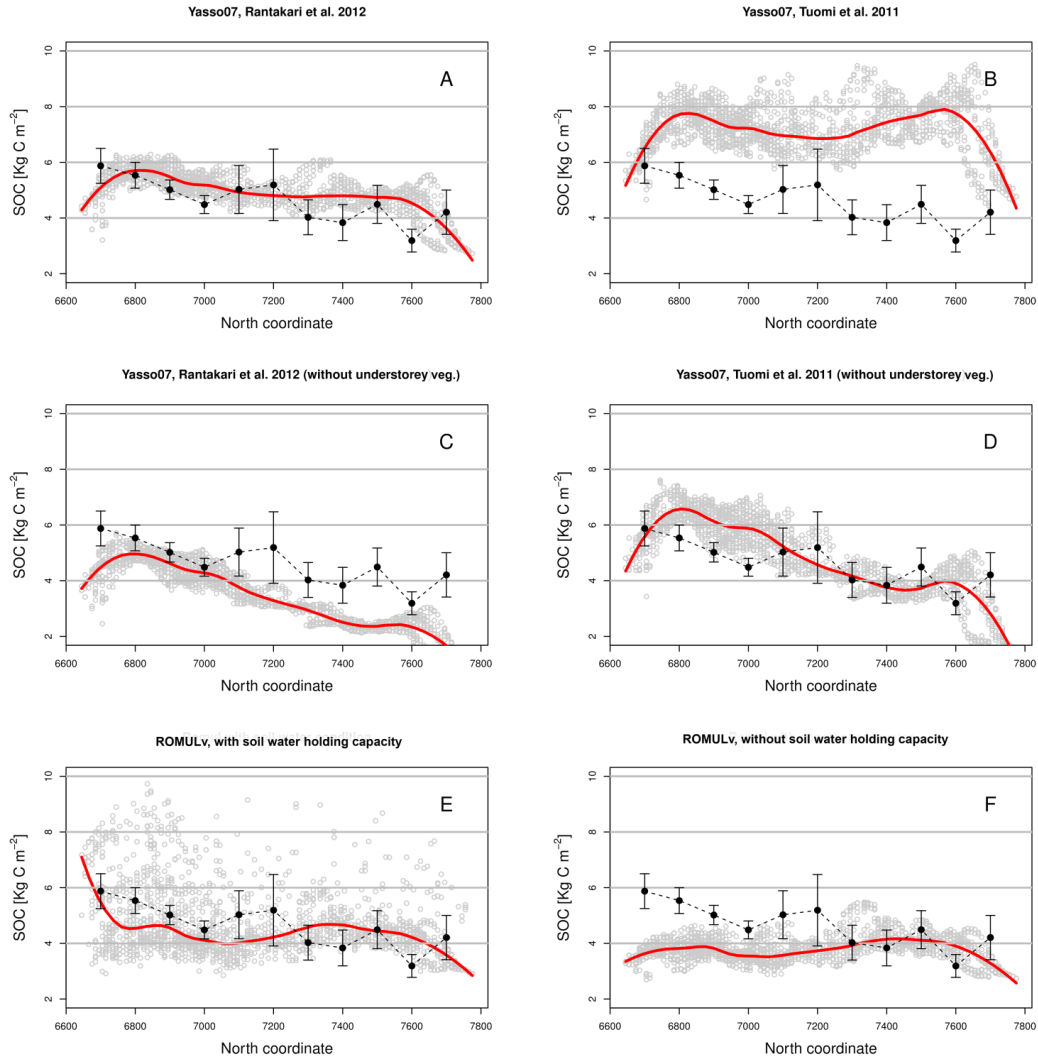 Yasso07, Rantakari et al. 2012
A
SOC [Kg C m−2]
10
8
6
4
2
6600 6800 7000 7200 7400 7600 7800
North coordinate
Yasso07, Tuomi et al. 2011
B
SOC [Kg C m−2]
10
8
6
4
2
6600 6800 7000 7200 7400 7600 7800
North coordinate
Yasso07, Rantakari et al. 2012 (without understorey veg.)
C
SOC [Kg C m−2]
10
8
6
4
2
6600 6800 7000 7200 7400 7600 7800
North coordinate
Yasso07, Tuomi et al. 2011 (without understorey veg.)
D
SOC [Kg C m−2]
10
8
6
4
2
6600 6800 7000 7200 7400 7600 7800
North coordinate
ROMULv, with soil water holding capacity
E
SOC [Kg C m−2]
10
8
6
4
2
6600 6800 7000 7200 7400 7600 7800
North coordinate
ROMULv, without soil water holding capacity
F
SOC [Kg C m−2]
10
8
6
4
2
6600 6800 7000 7200 7400 7600 7800
North coordinate